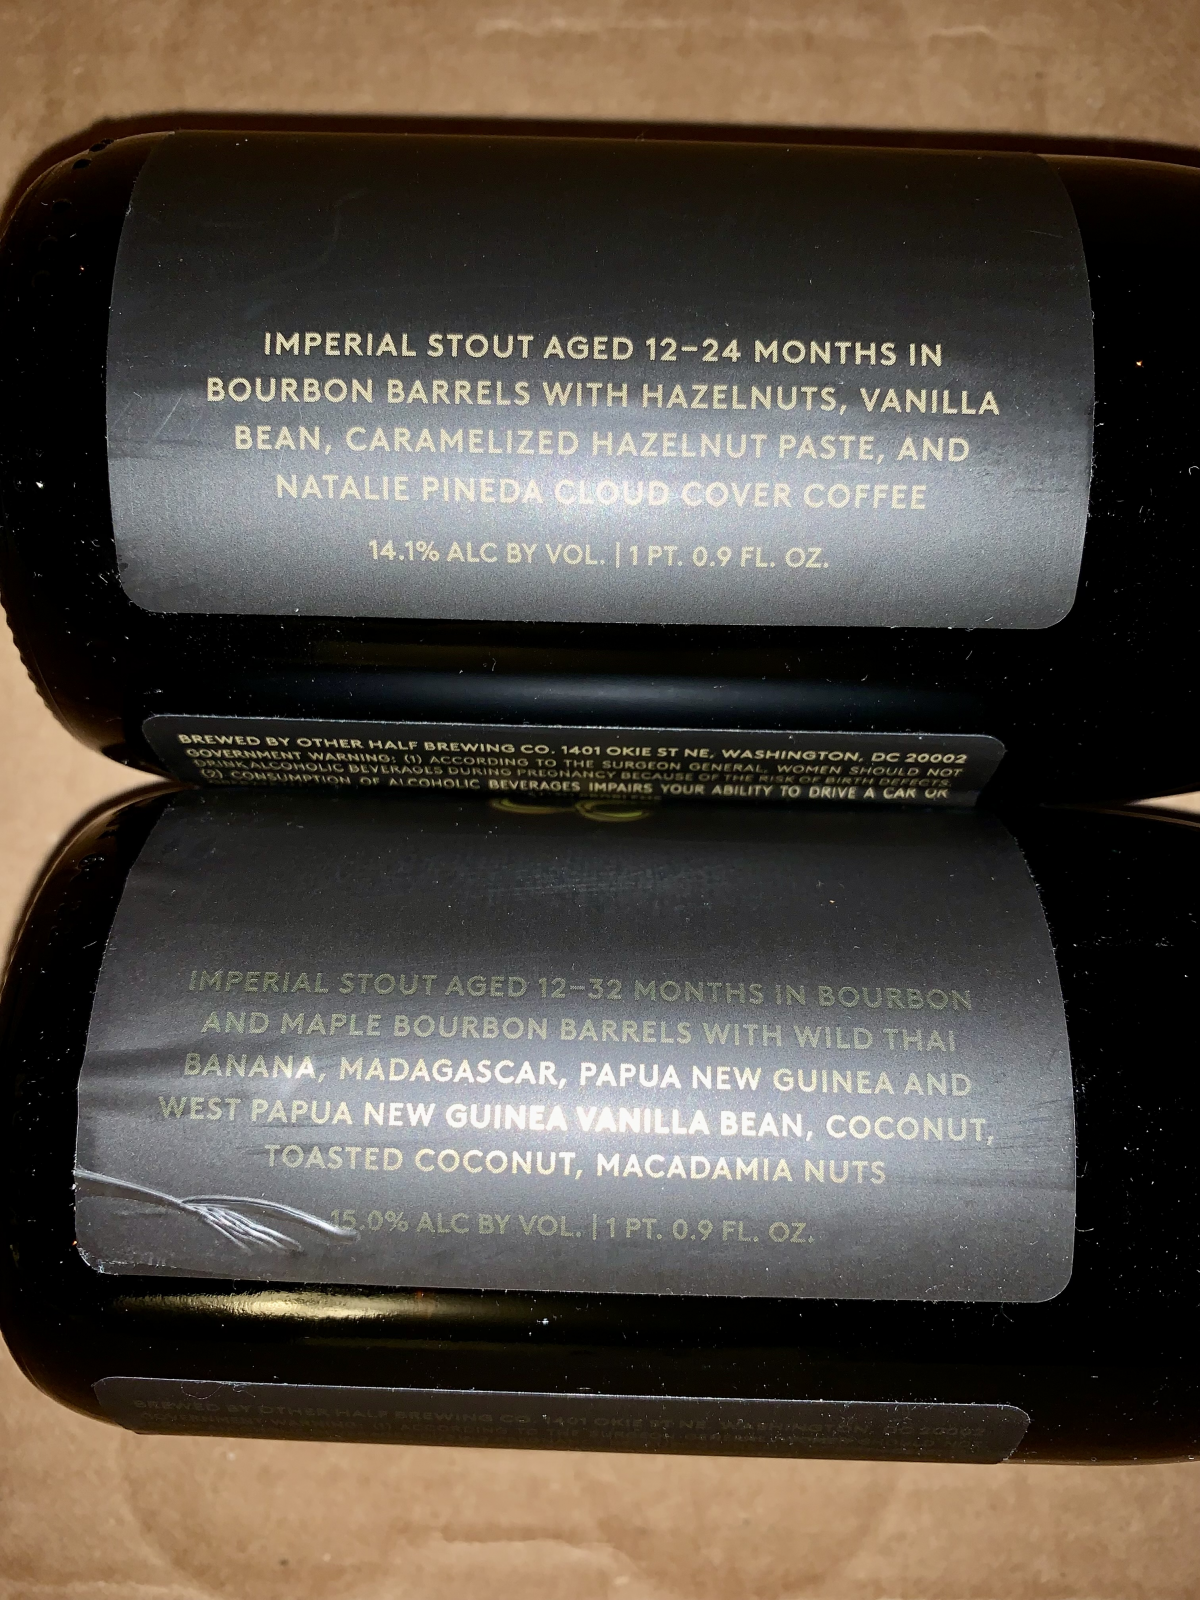 IMPERIAL STOUT AGED 12–24 MONTHS IN
BOURBON BARRELS WITH HAZELNUTS, VANILLA
BEAN, CARAMELIZED HAZELNUT PASTE, AND
NATALIE PINEDA CLOUD COVER COFFEE
14.1% ALC BY VOL. | 1 PT. 0.9 FL. OZ.
BREWED BY OTHER HALF BREWING CO. 1401 OKIE ST NE, WASHINGTON, DC 20002
GOVERNMENT WARNING: (1) ACCORDING TO THE SURGEON GENERAL, WOMEN SHOULD NOT
DRINK ALCOHOLIC BEVERAGES DURING PREGNANCY BECAUSE OF THE RISK OF BIRTH DEFECTS.
(2) CONSUMPTION OF ALCOHOLIC BEVERAGES IMPAIRS YOUR ABILITY TO DRIVE A CAR OR
IMPERIAL STOUT AGED 12–32 MONTHS IN BOURBON
AND MAPLE BOURBON BARRELS WITH WILD THAI
BANANA, MADAGASCAR, PAPUA NEW GUINEA AND
WEST PAPUA NEW GUINEA VANILLA BEAN, COCONUT,
TOASTED COCONUT, MACADAMIA NUTS
15.0% ALC BY VOL. | 1 PT. 0.9 FL. OZ.
BREWED BY OTHER HALF BREWING CO. 1401 OKIE ST NE, WASHINGTON, DC 20002
GOVERNMENT WARNING: (1) ACCORDING TO THE SURGEON